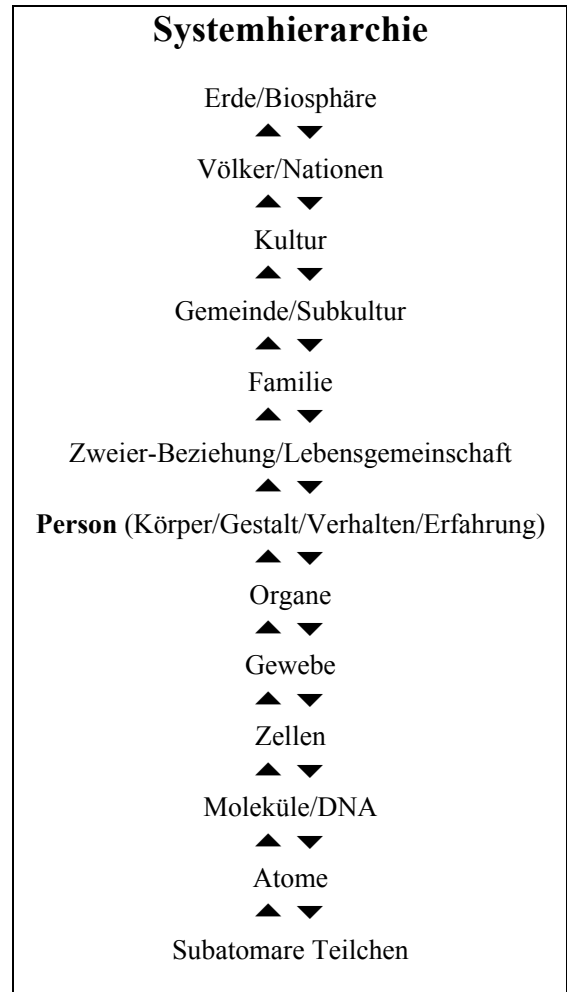 Systemhierarchie
Erde/Biosphäre
Völker/Nationen
Kultur
Gemeinde/Subkultur
Familie
Zweier-Beziehung/Lebensgemeinschaft
Person (Körper/Gestalt/Verhalten/Erfahrung)
Organe
Gewebe
Zellen
Moleküle/DNA
Atome
Subatomare Teilchen